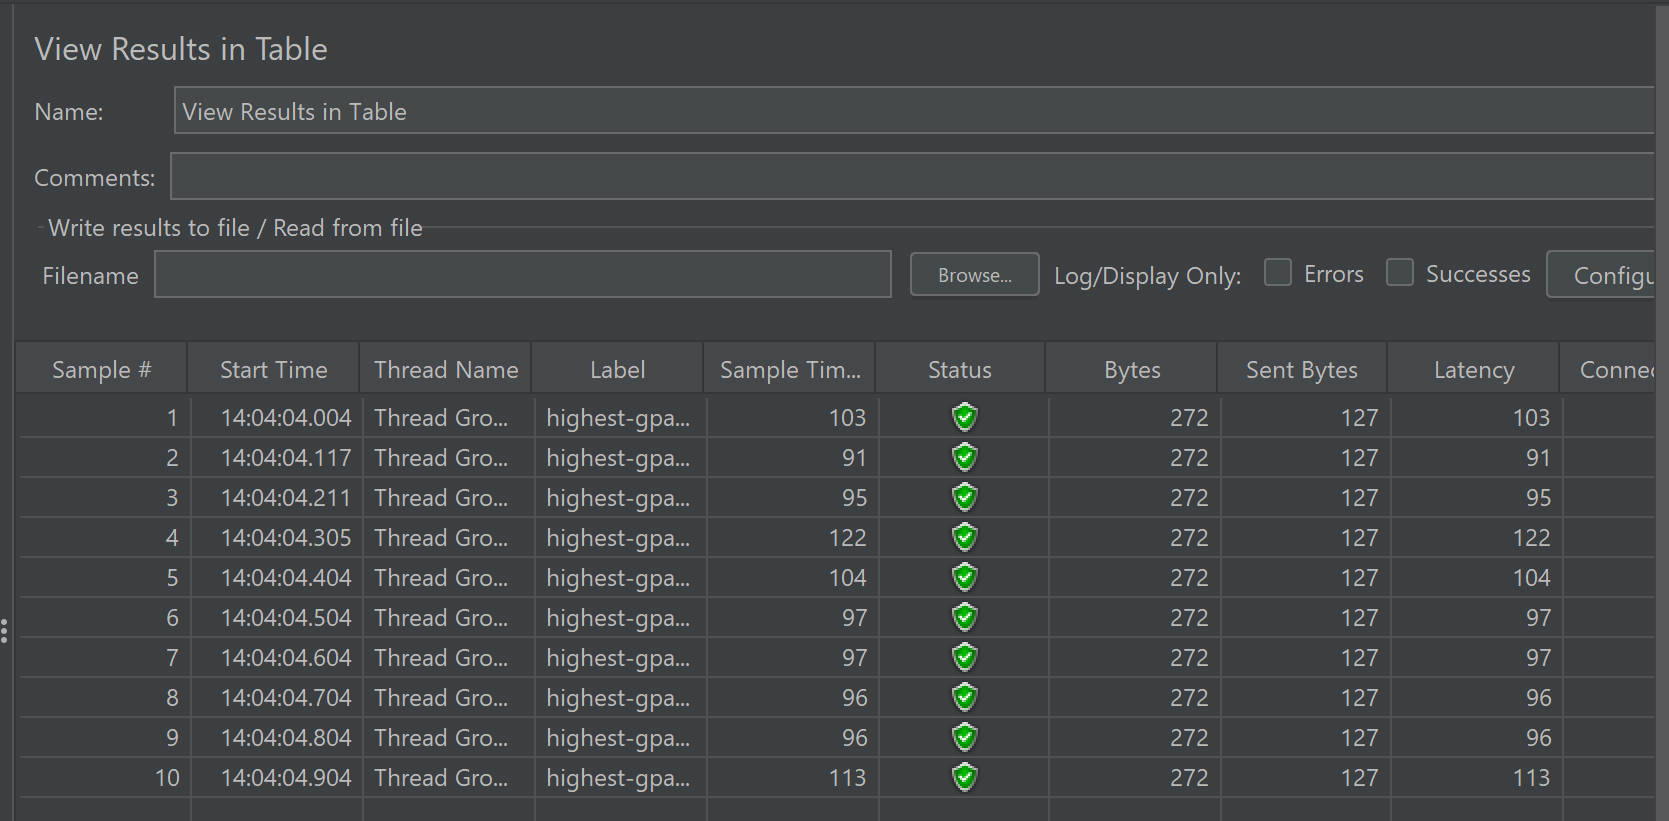 View Results in Table
Name: View Results in Table
Comments:
Write results to file / Read from file
Filename Browse... Log/Display Only: Errors Successes Configu
Sample # Start Time Thread Name Label Sample Tim... Status Bytes Sent Bytes Latency Connec
1 14:04:04.004 Thread Gro... highest-gpa... 103 272 127 103
2 14:04:04.117 Thread Gro... highest-gpa... 91 272 127 91
3 14:04:04.211 Thread Gro... highest-gpa... 95 272 127 95
4 14:04:04.305 Thread Gro... highest-gpa... 122 272 127 122
5 14:04:04.404 Thread Gro... highest-gpa... 104 272 127 104
6 14:04:04.504 Thread Gro... highest-gpa... 97 272 127 97
7 14:04:04.604 Thread Gro... highest-gpa... 97 272 127 97
8 14:04:04.704 Thread Gro... highest-gpa... 96 272 127 96
9 14:04:04.804 Thread Gro... highest-gpa... 96 272 127 96
10 14:04:04.904 Thread Gro... highest-gpa... 113 272 127 113